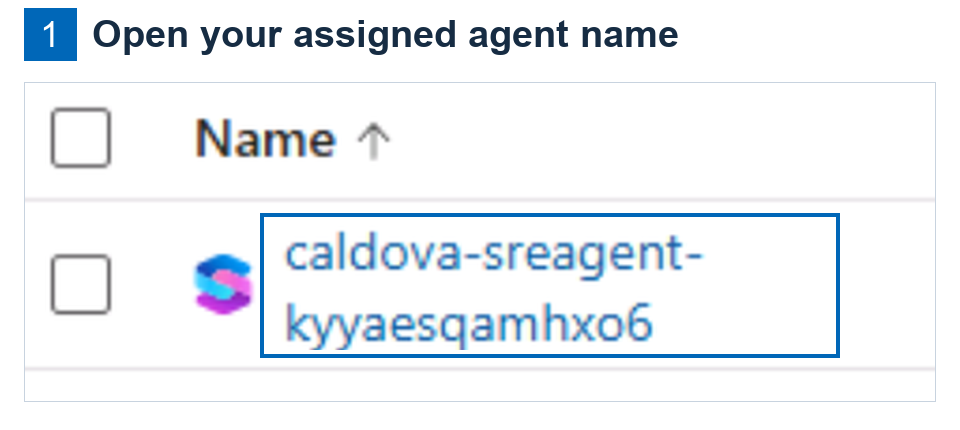 1 Open your assigned agent name
Name ↑
caldova-sreagent-
kyyaesqamhxo6